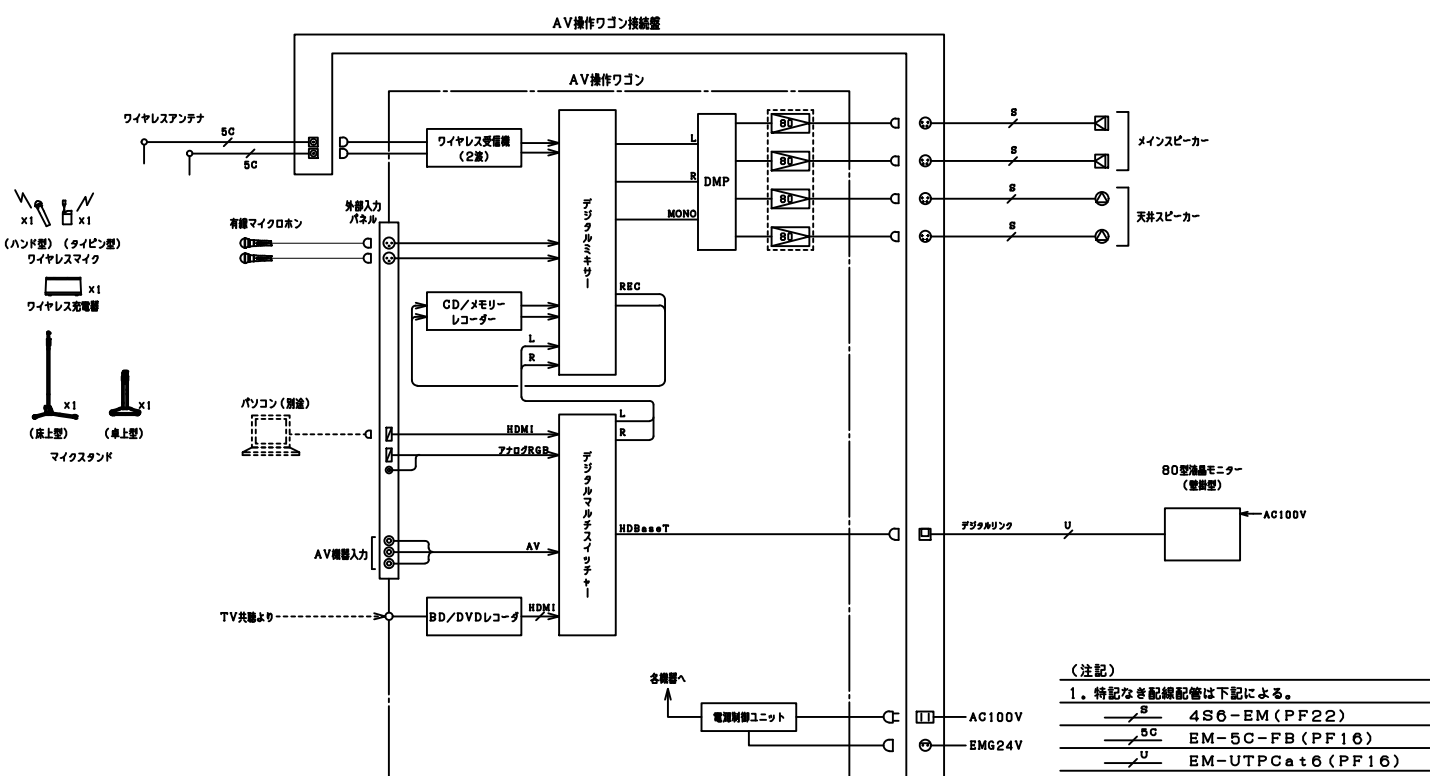 AV操作ワゴン接続盤
AV操作ワゴン
ワイヤレスアンテナ
5C
5C
ワイヤレス受信機
(2波)
デジタルミキサー
L
R
MONO
DMP
80
80
80
80
S
S
S
S
メインスピーカー
天井スピーカー
x1
x1
(ハンド型)
(タイピン型)
ワイヤレスマイク
x1
ワイヤレス充電器
x1
x1
(床上型)
(卓上型)
マイクスタンド
有線マイクロホン
外部入力
パネル
CD/メモリー
レコーダー
REC
L
R
パソコン(別途)
HDMI
アナログRGB
L
R
デジタルマルチスイッチャー
HDBaseT
デジタルリンク
U
80型液晶モニター
(壁掛型)
AC100V
AV機器入力
AV
TV共聴より
BD/DVDレコーダ
HDMI
各機器へ
電源制御ユニット
AC100V
EMG24V
(注記)
1. 特記なき配線配管は下記による。
S 4S6-EM(PF22)
5C EM-5C-FB(PF16)
U EM-UTPCat6(PF16)